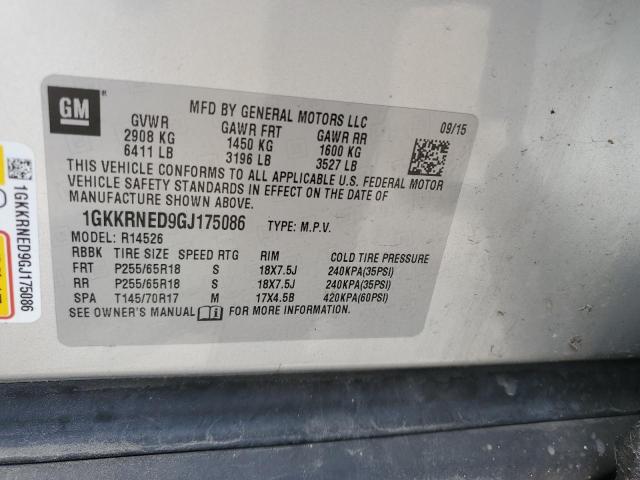 GM
MFD BY GENERAL MOTORS LLC
09/15
GVWR GAWR FRT GAWR RR
2908 KG 1450 KG 1600 KG
6411 LB 3196 LB 3527 LB
THIS VEHICLE CONFORMS TO ALL APPLICABLE U.S. FEDERAL MOTOR
VEHICLE SAFETY STANDARDS IN EFFECT ON THE DATE OF
MANUFACTURE SHOWN ABOVE.
1GKKRNED9GJ175086 TYPE: M.P.V.
MODEL: R14526
RBBK TIRE SIZE SPEED RTG RIM COLD TIRE PRESSURE
FRT P255/65R18 S 18X7.5J 240KPA(35PSI)
RR P255/65R18 S 18X7.5J 240KPA(35PSI)
SPA T145/70R17 M 17X4.5B 420KPA(60PSI)
SEE OWNER'S MANUAL FOR MORE INFORMATION.
1GKKRNED9GJ175086